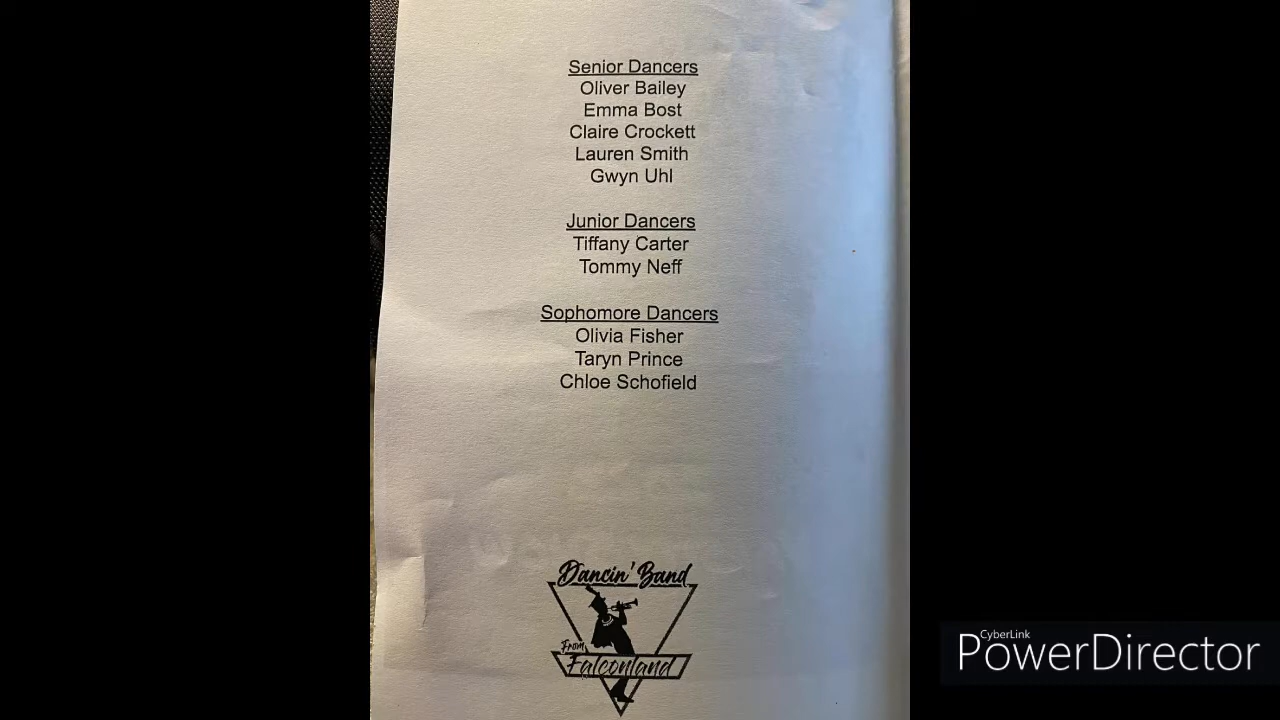 Senior Dancers
Oliver Bailey
Emma Bost
Claire Crockett
Lauren Smith
Gwyn Uhl
Junior Dancers
Tiffany Carter
Tommy Neff
Sophomore Dancers
Olivia Fisher
Taryn Prince
Chloe Schofield
Dancin' Band
From
Falconland
CyberLink
PowerDirector